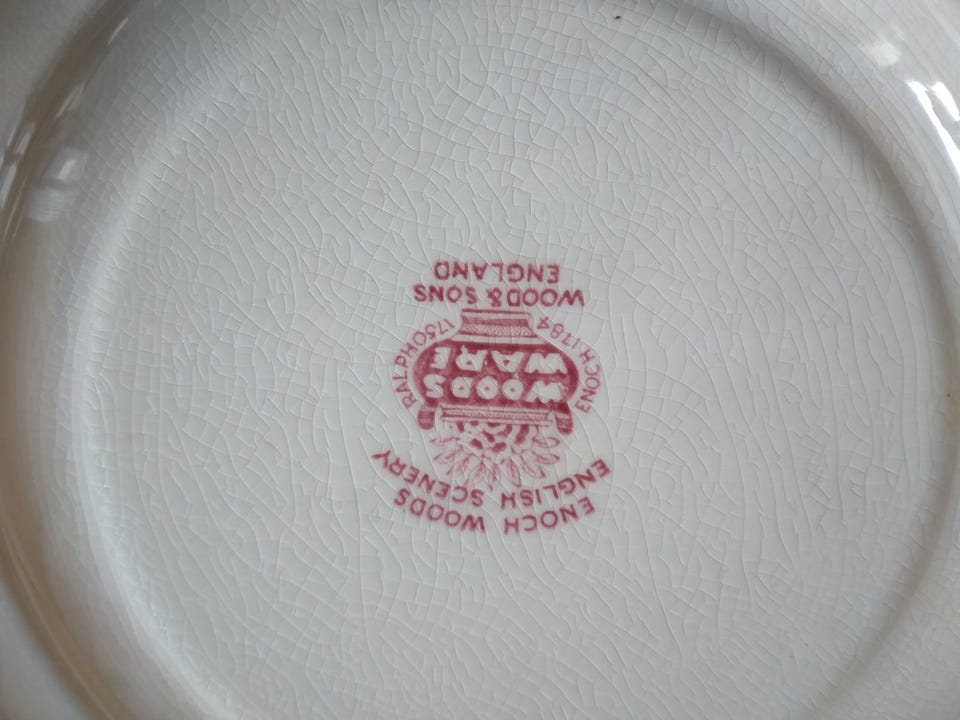 ENOCH WOODS
ENGLISH SCENERY
ENOCH 1784
RALPH 1750
WOODS
WARE
WOOD & SONS
ENGLAND